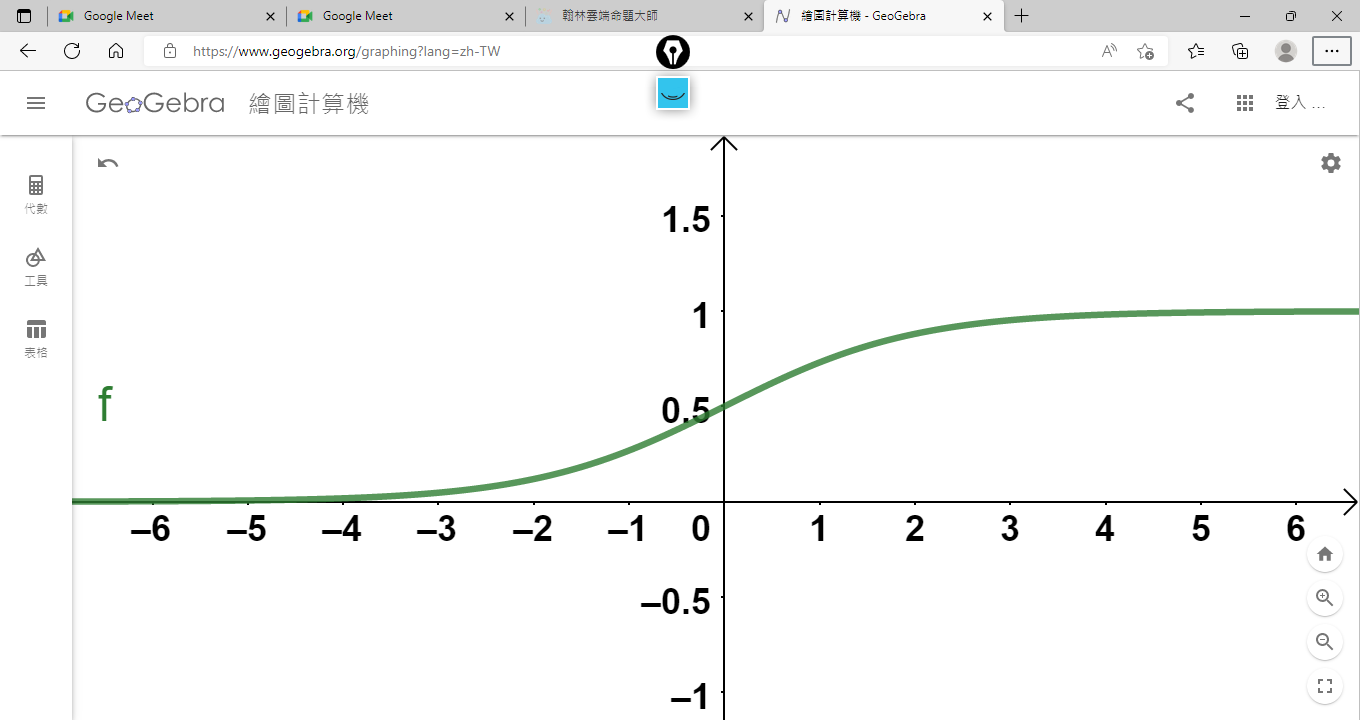 Google Meet
Google Meet
翰林雲端命題大師
繪圖計算機 - GeoGebra
https://www.geogebra.org/graphing?lang=zh-TW
GeoGebra 繪圖計算機
登入 ...
代數
工具
表格
f
1.5
1
0.5
–6 –5 –4 –3 –2 –1 0 1 2 3 4 5 6
–0.5
–1